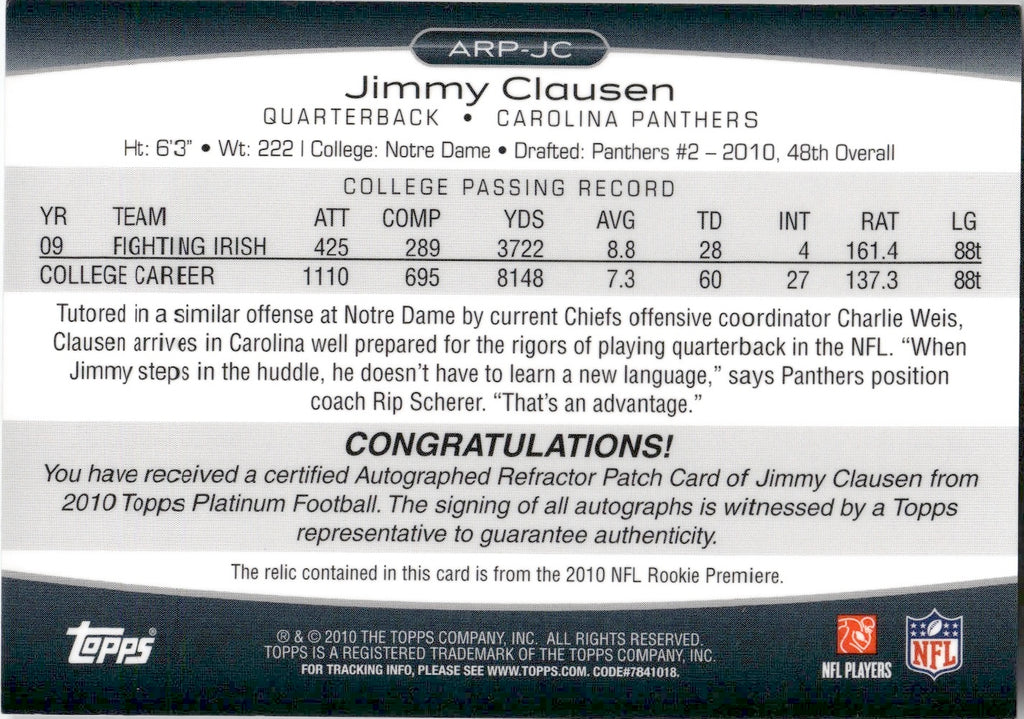 ARP-JC
Jimmy Clausen
QUARTERBACK • CAROLINA PANTHERS
Ht: 6'3" • Wt: 222 | College: Notre Dame • Drafted: Panthers #2 – 2010, 48th Overall
COLLEGE PASSING RECORD
YR TEAM ATT COMP YDS AVG TD INT RAT LG
09 FIGHTING IRISH 425 289 3722 8.8 28 4 161.4 88t
COLLEGE CAREER 1110 695 8148 7.3 60 27 137.3 88t
Tutored in a similar offense at Notre Dame by current Chiefs offensive coordinator Charlie Weis,
Clausen arrives in Carolina well prepared for the rigors of playing quarterback in the NFL. “When
Jimmy steps in the huddle, he doesn't have to learn a new language,” says Panthers position
coach Rip Scherer. “That's an advantage.”
CONGRATULATIONS!
You have received a certified Autographed Refractor Patch Card of Jimmy Clausen from
2010 Topps Platinum Football. The signing of all autographs is witnessed by a Topps
representative to guarantee authenticity.
The relic contained in this card is from the 2010 NFL Rookie Premiere.
topps®
® & © 2010 THE TOPPS COMPANY, INC. ALL RIGHTS RESERVED.
TOPPS IS A REGISTERED TRADEMARK OF THE TOPPS COMPANY, INC.
FOR TRACKING INFO, PLEASE SEE WWW.TOPPS.COM. CODE#7841018.
NFL PLAYERS
NFL